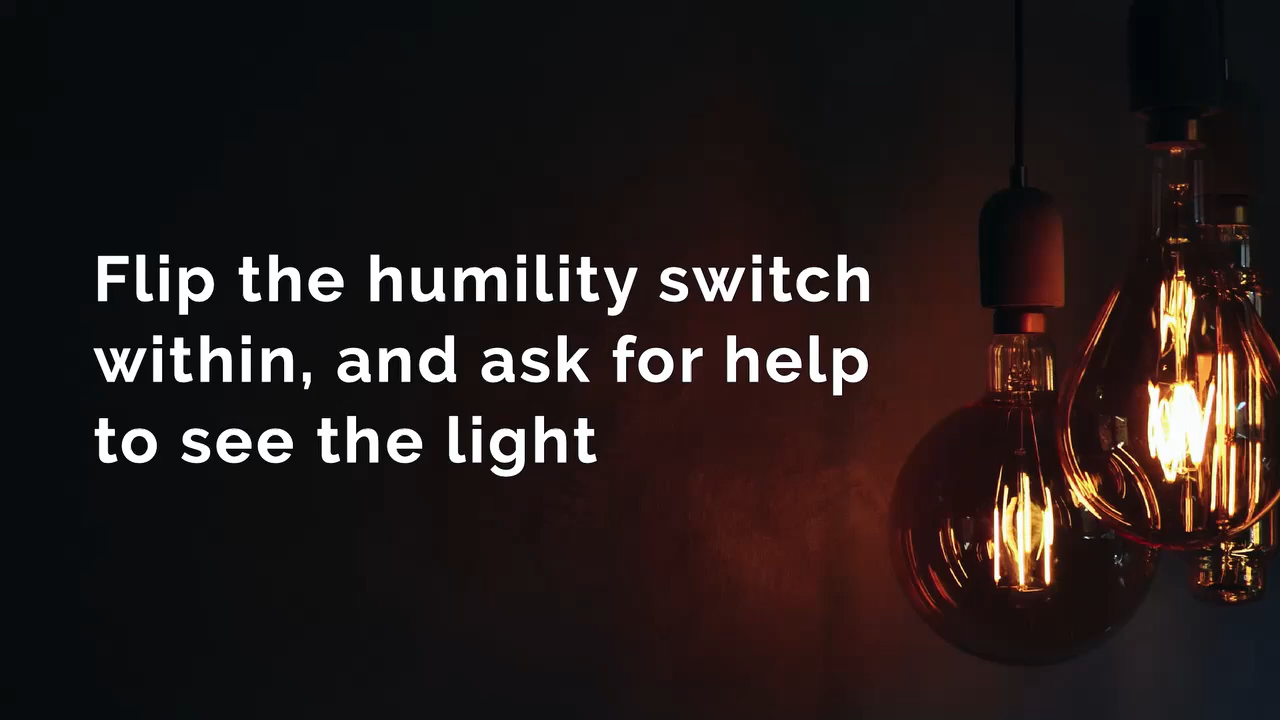 Flip the humility switch
within, and ask for help
to see the light